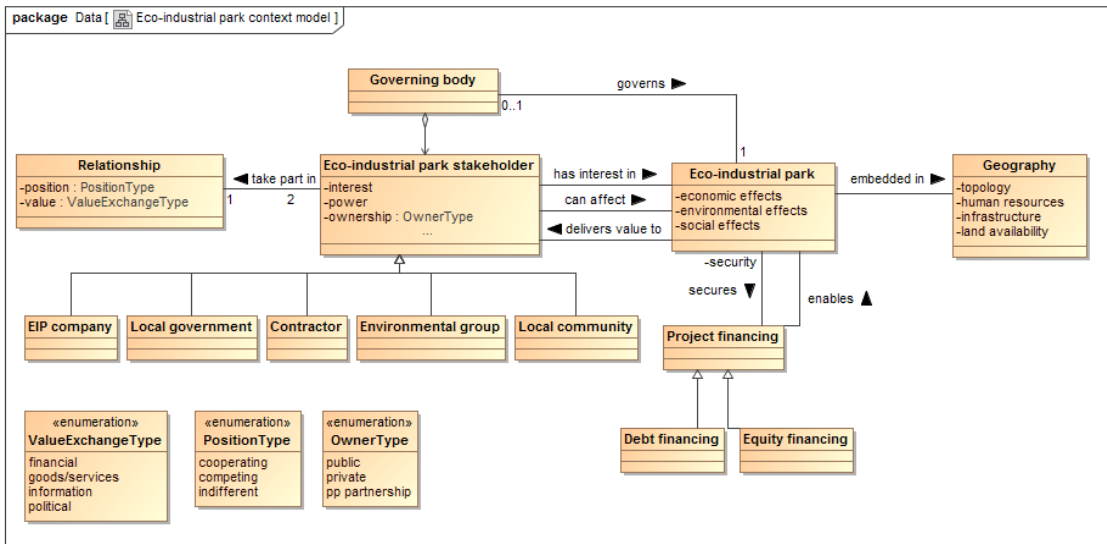 package Data [ Eco-industrial park context model ]
Governing body
governs
0..1
1
Relationship
-position : PositionType
-value : ValueExchangeType
take part in
1
2
Eco-industrial park stakeholder
-interest
-power
-ownership : OwnerType
...
has interest in
can affect
delivers value to
Eco-industrial park
-economic effects
-environmental effects
-social effects
embedded in
Geography
-topology
-human resources
-infrastructure
-land availability
-security
secures
enables
EIP company
Local government
Contractor
Environmental group
Local community
Project financing
Debt financing
Equity financing
«enumeration»
ValueExchangeType
financial
goods/services
information
political
«enumeration»
PositionType
cooperating
competing
indifferent
«enumeration»
OwnerType
public
private
pp partnership